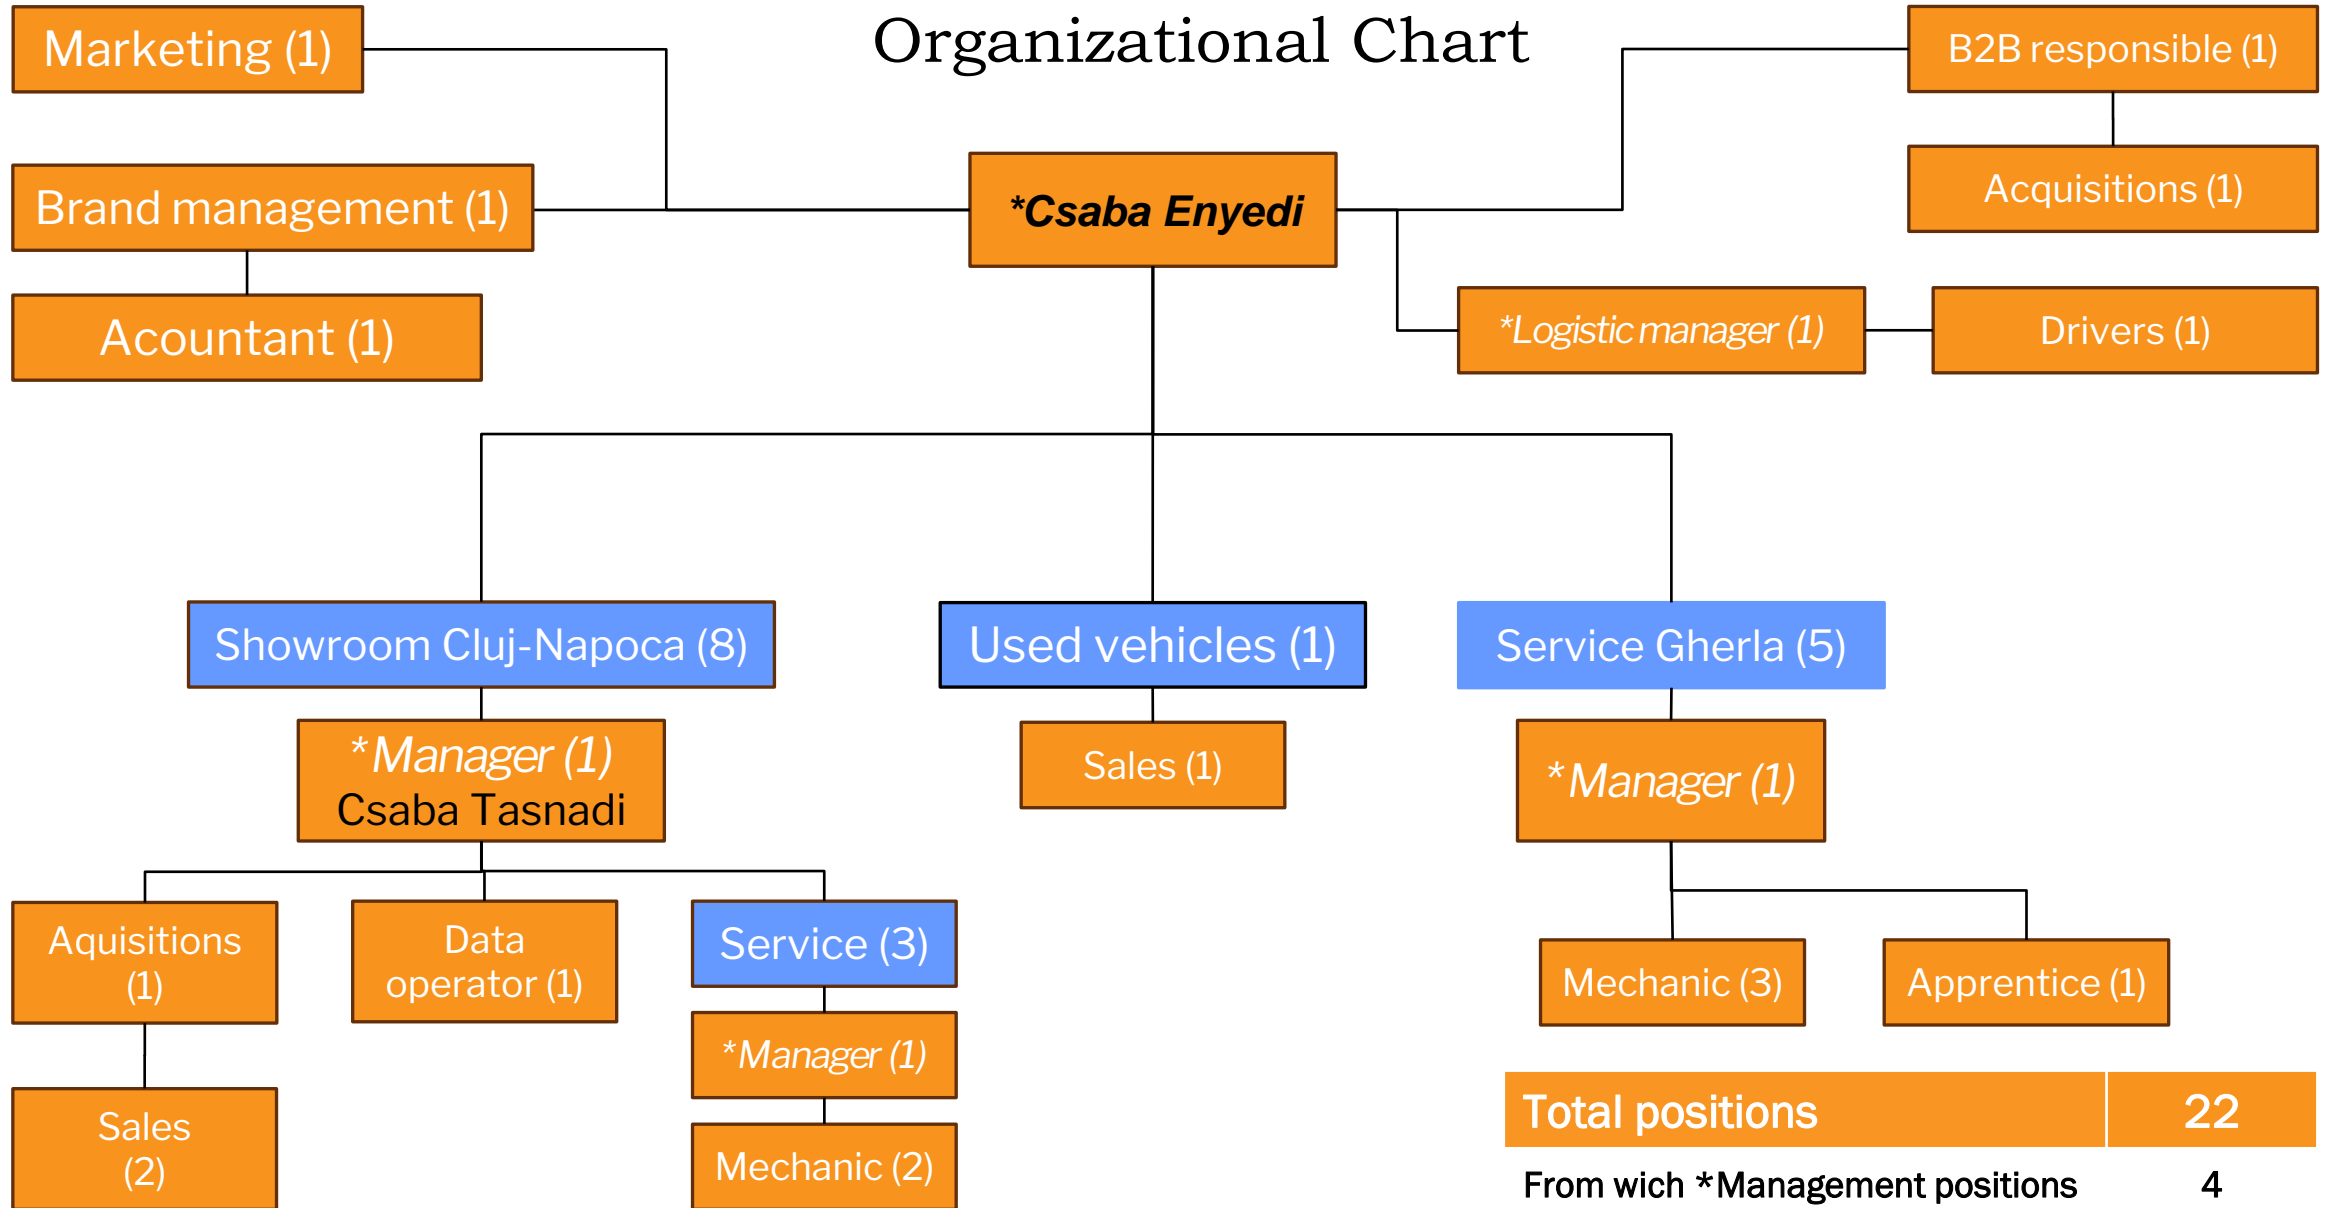 Organizational Chart
Marketing (1)
B2B responsible (1)
Brand management (1)
*Csaba Enyedi
Acquisitions (1)
Acountant (1)
*Logistic manager (1)
Drivers (1)
Showroom Cluj-Napoca (8)
Used vehicles (1)
Service Gherla (5)
*Manager (1)
Csaba Tasnadi
Sales (1)
*Manager (1)
Aquisitions
(1)
Data
operator (1)
Service (3)
*Manager (1)
Mechanic (2)
Sales
(2)
Mechanic (3)
Apprentice (1)
Total positions 22
From wich *Management positions 4